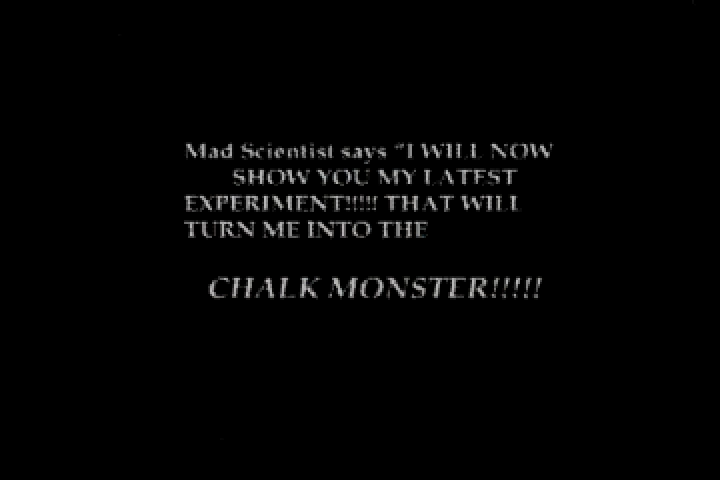 Mad Scientist says "I WILL NOW
SHOW YOU MY LATEST
EXPERIMENT!!!!! THAT WILL
TURN ME INTO THE
CHALK MONSTER!!!!!